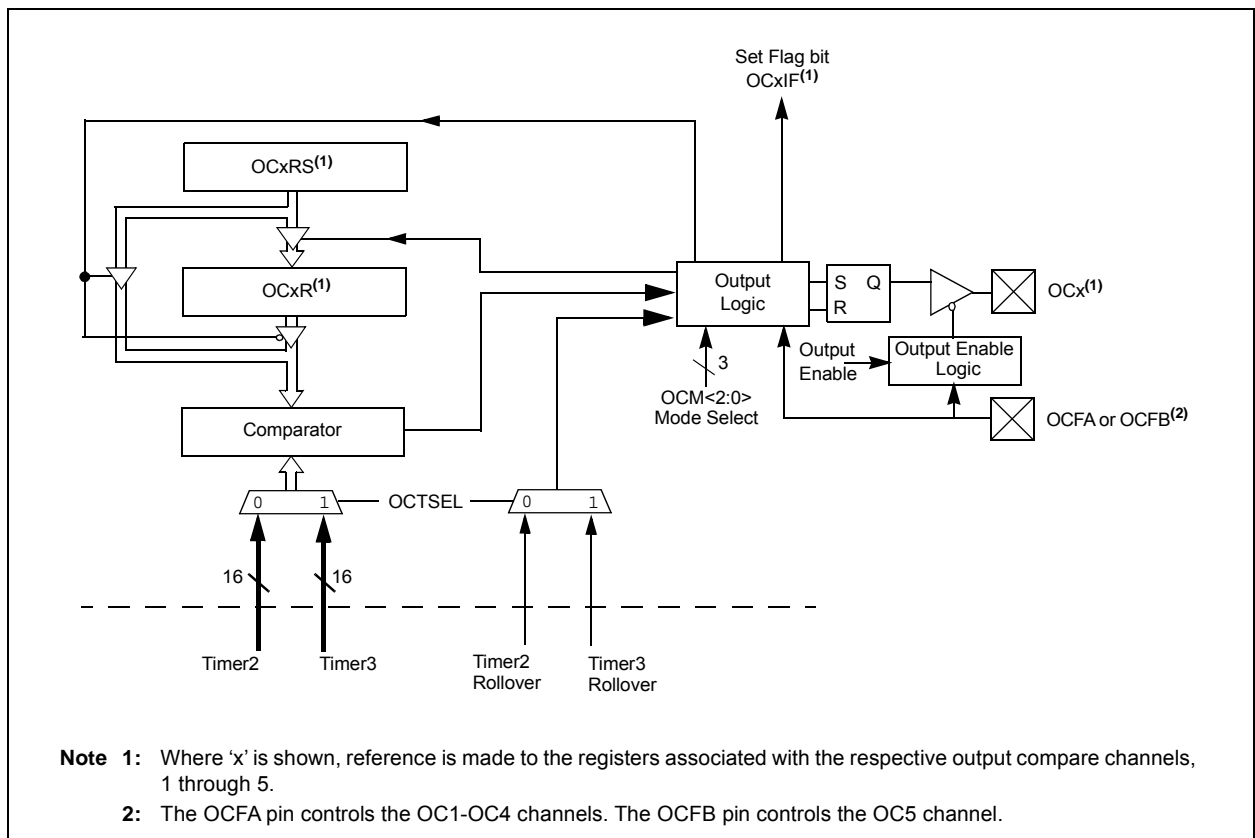 Set Flag bit
OCxIF(1)
OCxRS(1)
OCxR(1)
Output
Logic
S Q
R
OCx(1)
Output
Enable
Output Enable
Logic
3
OCM<2:0>
Mode Select
OCFA or OCFB(2)
Comparator
0 1
OCTSEL
0 1
16
16
Timer2
Timer3
Timer2
Rollover
Timer3
Rollover
Note 1: Where ‘x’ is shown, reference is made to the registers associated with the respective output compare channels,
1 through 5.
2: The OCFA pin controls the OC1-OC4 channels. The OCFB pin controls the OC5 channel.